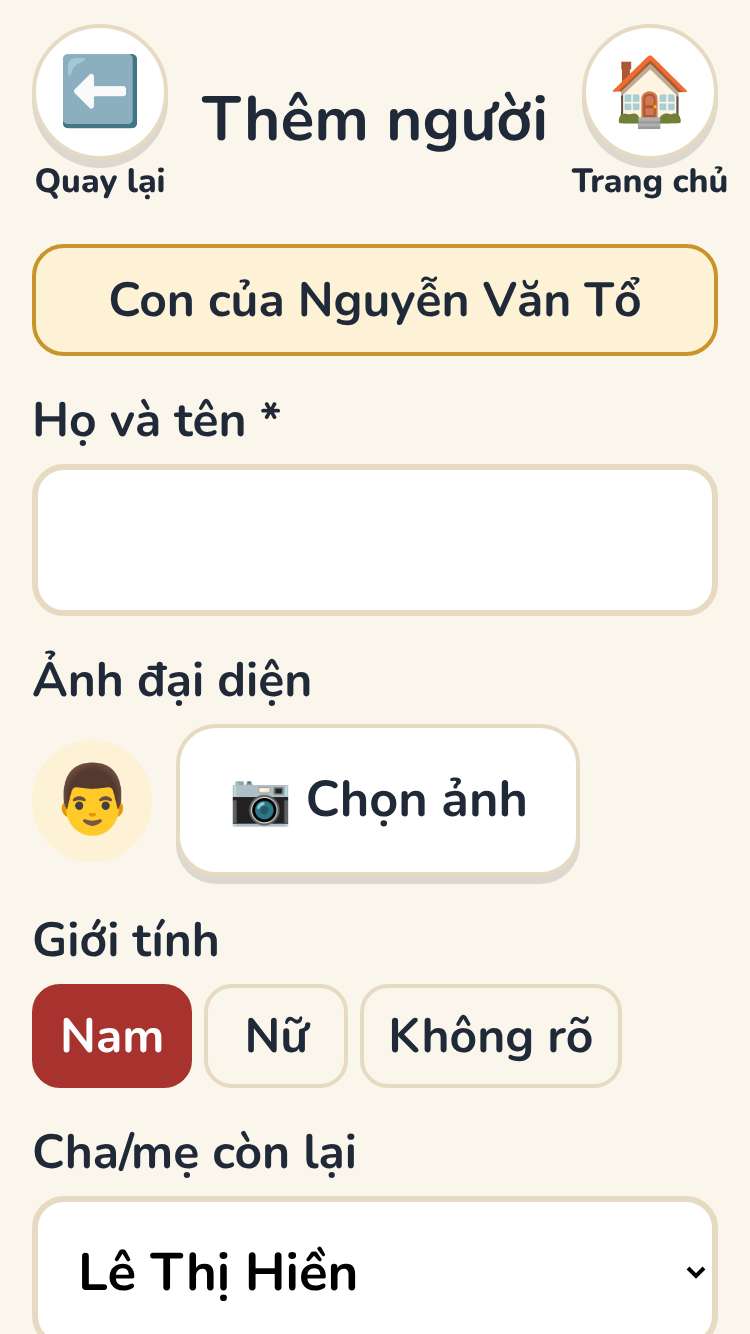 Thêm người
Quay lại
Trang chủ
Con của Nguyễn Văn Tổ
Họ và tên *
Ảnh đại diện
Chọn ảnh
Giới tính
Nam
Nữ
Không rõ
Cha/mẹ còn lại
Lê Thị Hiền